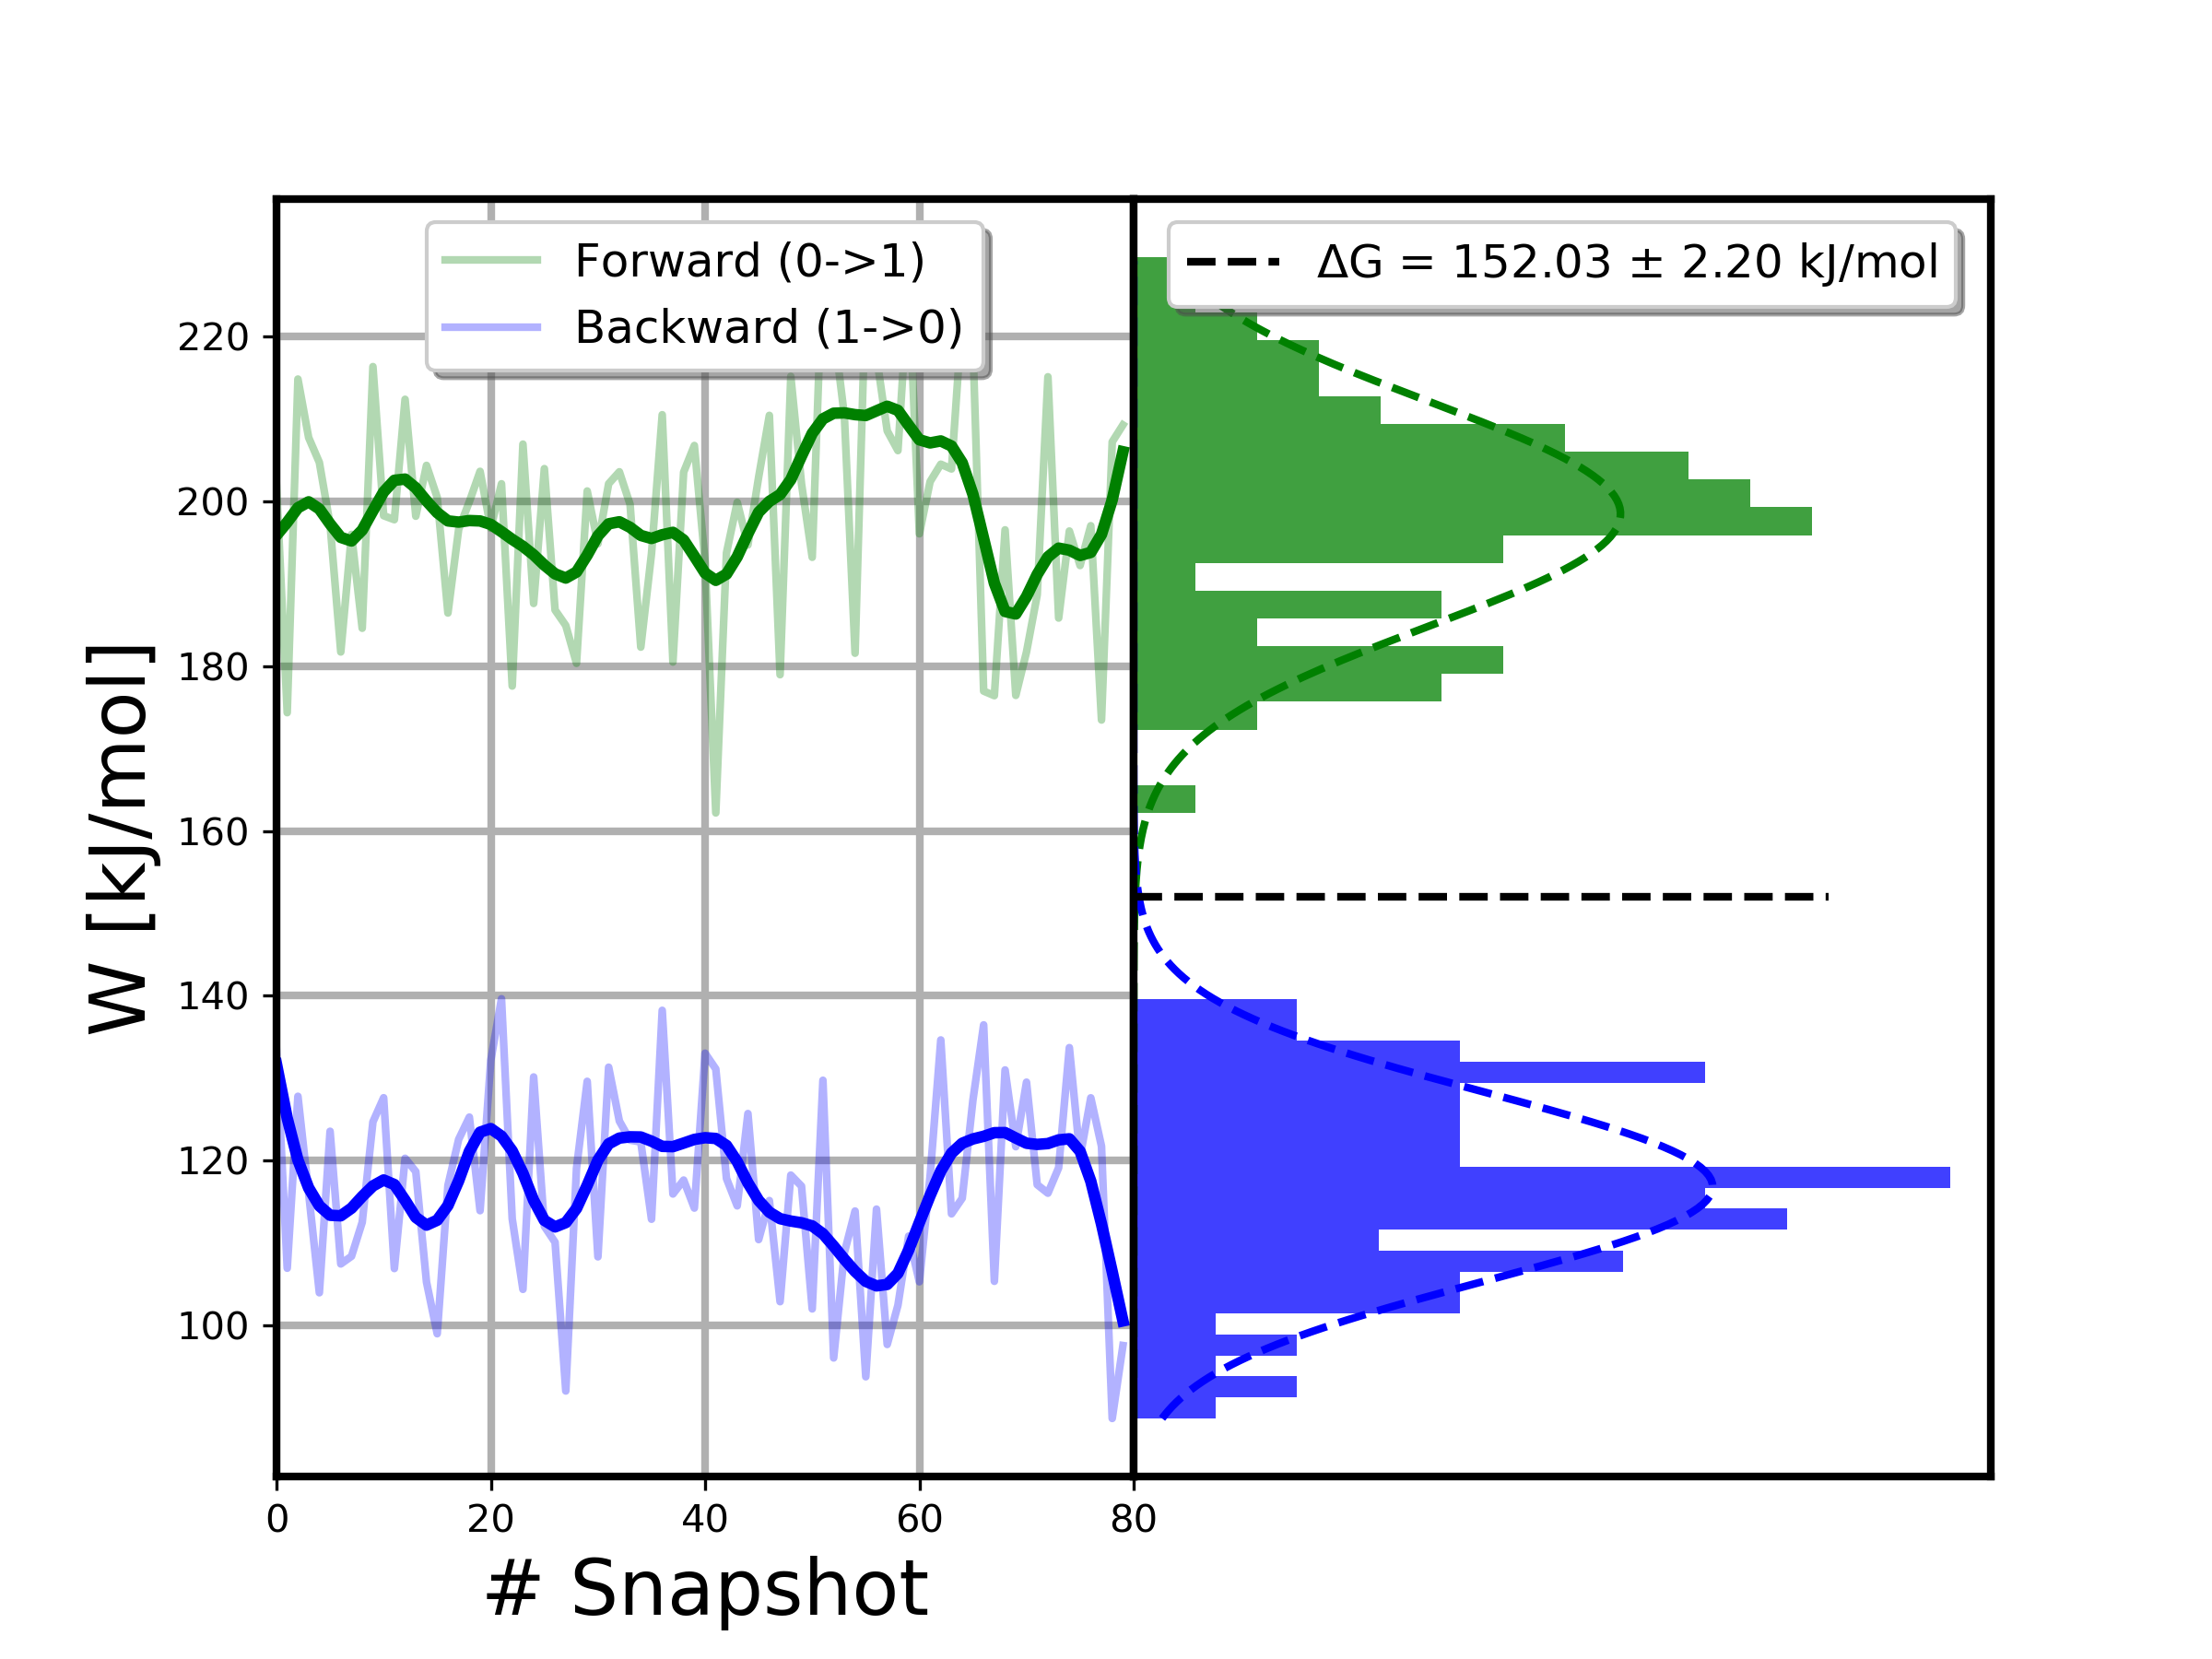 Forward (0->1)
Backward (1->0)
ΔG = 152.03 ± 2.20 kJ/mol
W [kJ/mol]
220
200
180
160
140
120
100
0 20 40 60 80
# Snapshot